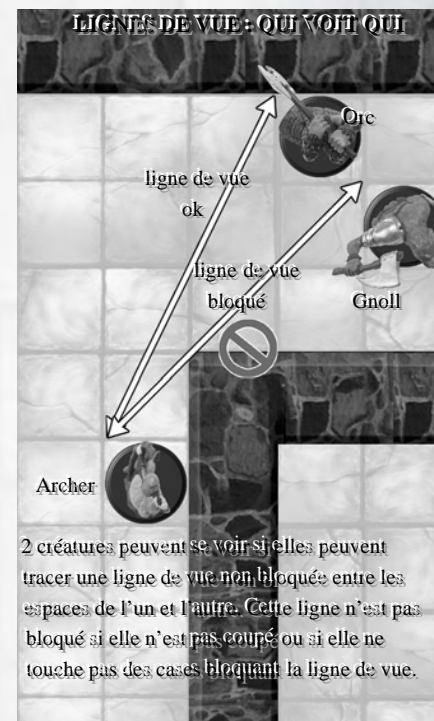 LIGNES DE VUE : QUI VOIT QUI
Orc
ligne de vue
ok
ligne de vue
bloqué
Gnoll
Archer
2 créatures peuvent se voir si elles peuvent
tracer une ligne de vue non bloquée entre les
espaces de l’un et l’autre. Cette ligne n’est pas
bloqué si elle n’est pas coupé ou si elle ne
touche pas des cases bloquant la ligne de vue.